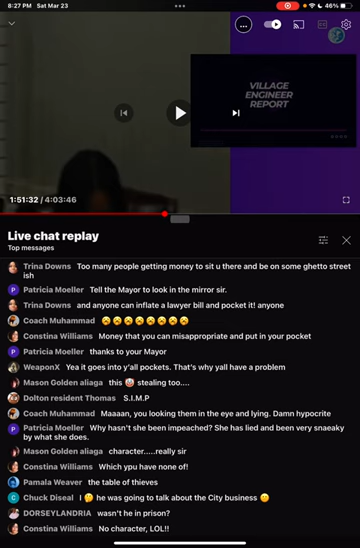 8:27 PM Sat Mar 23
46%
VILLAGE
ENGINEER
REPORT
1:51:32 / 4:03:46
Live chat replay
Top messages
Trina Downs Too many people getting money to sit u there and be on some ghetto street
ish
Patricia Moeller Tell the Mayor to look in the mirror sir.
Trina Downs and anyone can inflate a lawyer bill and pocket it! anyone
Coach Muhammad 😮😮😮😮😮😮😮😮
Constina Williams Money that you can misappropriate and put in your pocket
Patricia Moeller thanks to your Mayor
WeaponX Yea it goes into y'all pockets. That's why yall have a problem
Mason Golden aliaga this 🤡 stealing too....
Dolton resident Thomas S.I.M.P
Coach Muhammad Maaaan, you looking them in the eye and lying. Damn hypocrite
Patricia Moeller Why hasn't she been impeached? She has lied and been very snaeaky
by what she does.
Mason Golden aliaga character.....really sir
Constina Williams Which ypu have none of!
Pamala Weaver the table of thieves
Chuck Diseal I 🤔 he was going to talk about the City business
DORSEYLANDRIA wasn't he in prison?
Constina Williams No character, LOL!!